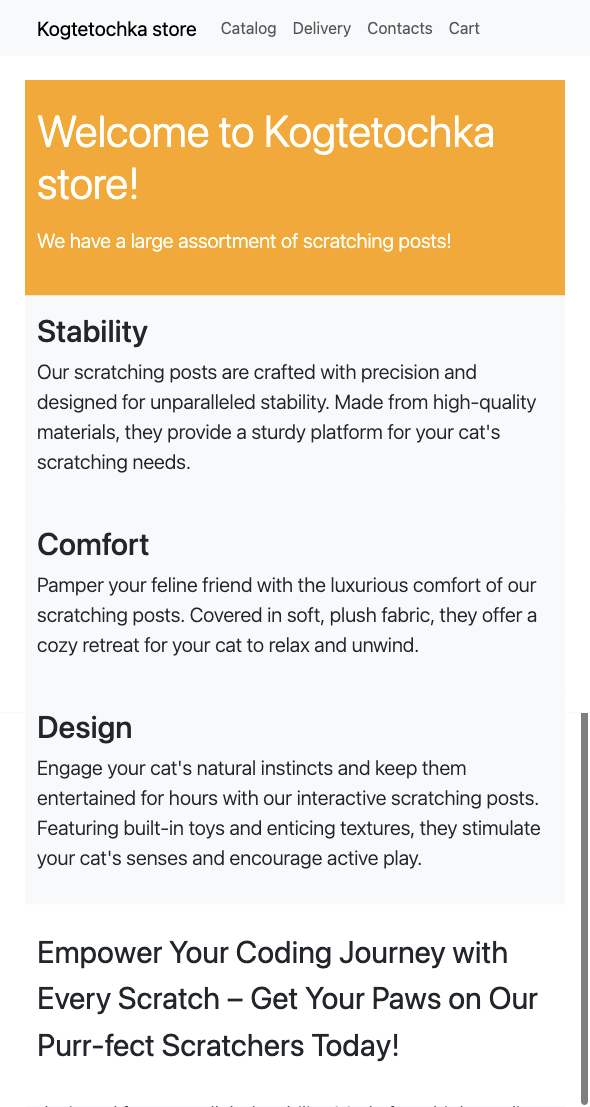 Kogtetochka store Catalog Delivery Contacts Cart
Welcome to Kogtetochka
store!
We have a large assortment of scratching posts!
Stability
Our scratching posts are crafted with precision and
designed for unparalleled stability. Made from high-quality
materials, they provide a sturdy platform for your cat's
scratching needs.
Comfort
Pamper your feline friend with the luxurious comfort of our
scratching posts. Covered in soft, plush fabric, they offer a
cozy retreat for your cat to relax and unwind.
Design
Engage your cat's natural instincts and keep them
entertained for hours with our interactive scratching posts.
Featuring built-in toys and enticing textures, they stimulate
your cat's senses and encourage active play.
Empower Your Coding Journey with
Every Scratch – Get Your Paws on Our
Purr-fect Scratchers Today!